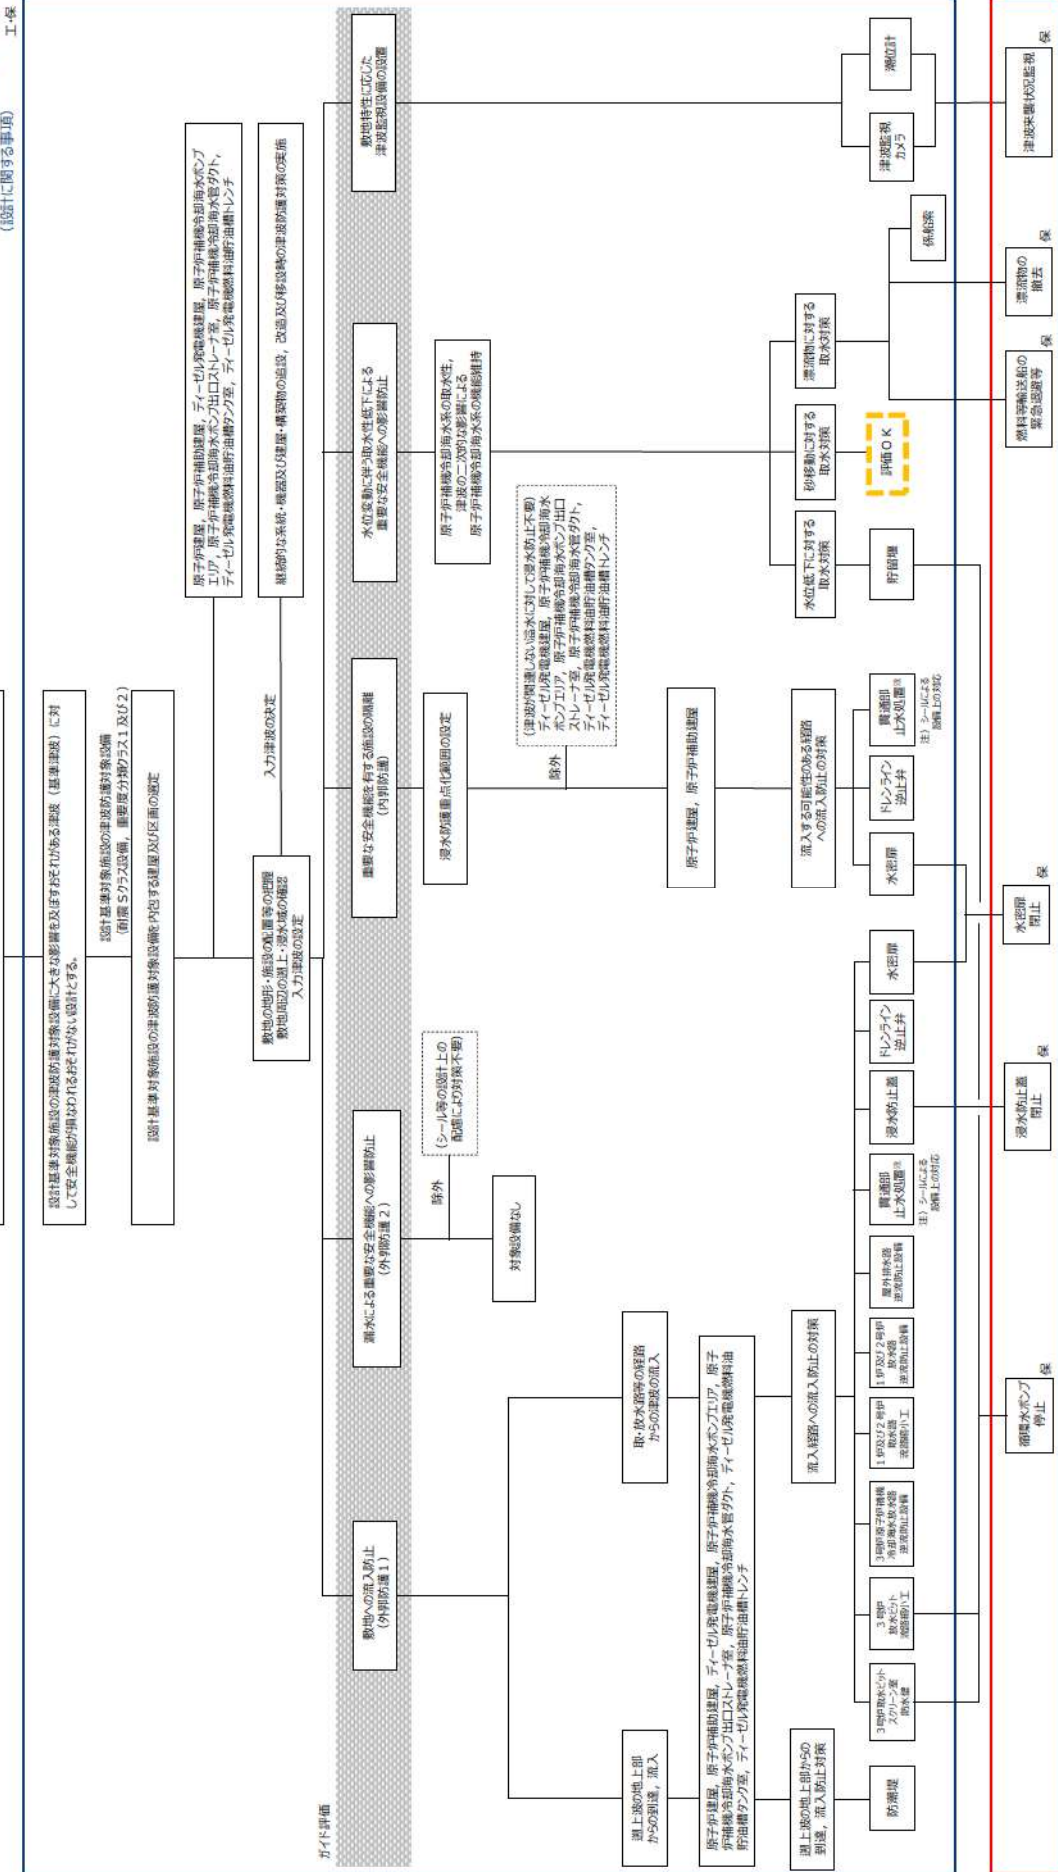 (設計に関する事項)
工・保
設計基準対象施設の津波防護対象設備に大きな影響を及ぼすおそれがある津波(基準津波)に対
して安全機能が損なわれるおそれがない設計とする。
設計基準対象施設の津波防護対象設備
(耐震Sクラス設備,重要度分類クラス1及び2)
設計基準対象施設の津波防護対象設備を内包する建屋及び区画の選定
原子炉建屋,原子炉補助建屋,ディーゼル発電機建屋,原子炉補機冷却海水ポンプ
エリア,原子炉補機冷却海水ポンプ出口ストレーナ室,原子炉補機冷却海水管ダクト,
ディーゼル発電機燃料油貯油槽タンク室,ディーゼル発電機燃料油貯油槽トレンチ
敷地の地形・施設の配置等の把握
敷地周辺の遡上・浸水域の確認
入力津波の設定
入力津波の決定
継続的な系統・機器及び建屋・構築物の追設,改造及び移設時の津波防護対策の実施
ガイド評価
敷地への流入防止
(外郭防護1)
漏水による重要な安全機能への影響防止
(外郭防護2)
重要な安全機能を有する施設の隔離
(内郭防護)
水位変動に伴う取水性低下による
重要な安全機能への影響防止
敷地特性に応じた
津波監視設備の設置
除外
(シール等の設計上の
配慮により対策不要)
対象設備なし
浸水防護重点化範囲の設定
除外
(津波が関連しない溢水に対して浸水防止不要)
ディーゼル発電機建屋,原子炉補機冷却海水
ポンプエリア,原子炉補機冷却海水ポンプ出口
ストレーナ室,原子炉補機冷却海水管ダクト,
ディーゼル発電機燃料油貯油槽タンク室,
ディーゼル発電機燃料油貯油槽トレンチ
原子炉補機冷却海水系の取水性,
津波の二次的な影響による
原子炉補機冷却海水系の機能維持
遡上波の地上部
からの到達,流入
取・放水路等の経路
からの津波の流入
原子炉建屋,原子炉補助建屋,ディーゼル発電機建屋,原子炉補機冷却海水ポンプエリア,原子
炉補機冷却海水ポンプ出口ストレーナ室,原子炉補機冷却海水管ダクト,ディーゼル発電機燃料油
貯油槽タンク室,ディーゼル発電機燃料油貯油槽トレンチ
原子炉建屋,原子炉補助建屋
遡上波の地上部からの
到達,流入防止対策
流入経路への流入防止の対策
流入する可能性のある経路
への流入防止の対策
水位低下に対する
取水対策
砂移動に対する
取水対策
漂流物に対する
取水対策
防潮堤
3号炉取水ピット
スクリーン室
防水壁
3号炉
放水ピット
流路縮小工
3号炉原子炉補機
冷却海水放水路
逆流防止設備
1号炉及び2号炉
取水路
流路縮小工
1号炉及び2号炉
放水路
逆流防止設備
屋外排水路
逆流防止設備
貫通部
止水処置注
注)シールによる
設備上の対応
浸水防止蓋
ドレンライン
逆止弁
水密扉
水密扉
ドレンライン
逆止弁
貫通部
止水処置注
注)シールによる
設備上の対応
貯留堰
評価OK
係船索
津波監視
カメラ
潮位計
循環水ポンプ
停止
保
浸水防止蓋
閉止
保
水密扉
閉止
保
燃料等輸送船の
緊急退避等
保
漂流物の
撤去
保
津波来襲状況監視
保